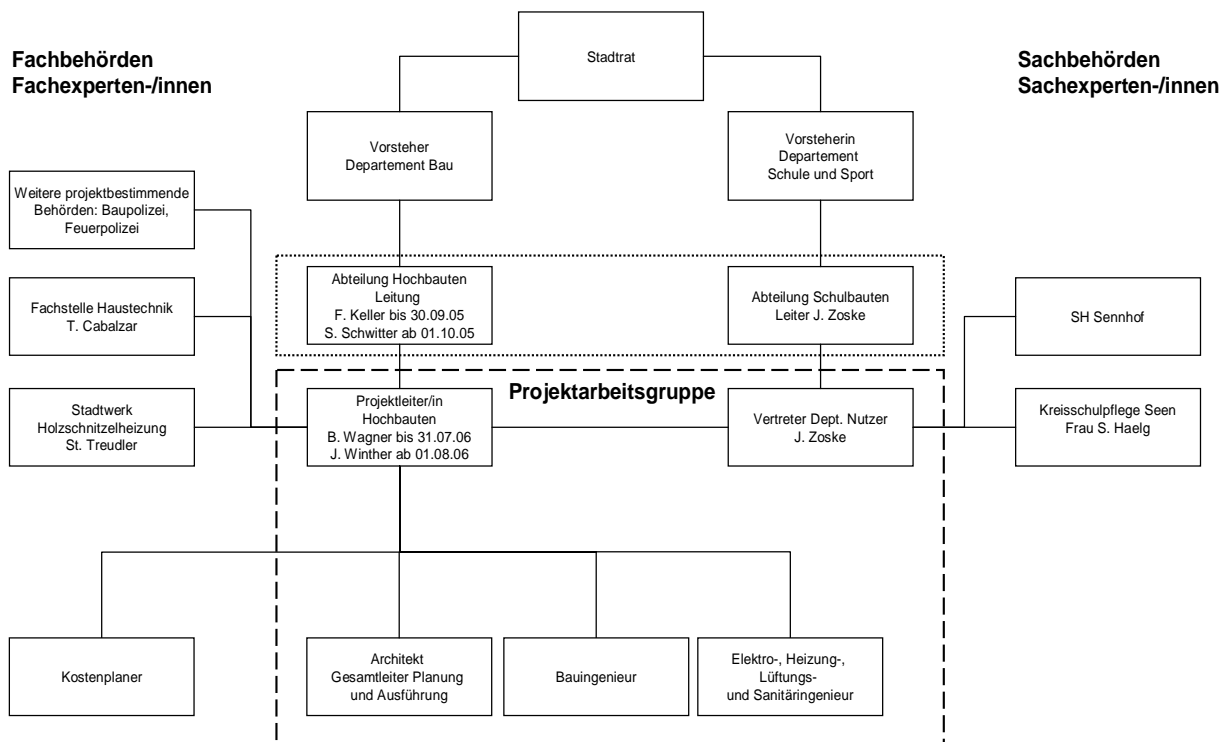 Stadtrat
Fachbehörden
Fachexperten-/innen
Sachbehörden
Sachexperten-/innen
Vorsteher
Departement Bau
Vorsteherin
Departement
Schule und Sport
Weitere projektbestimmende
Behörden: Baupolizei,
Feuerpolizei
Abteilung Hochbauten
Leitung
F. Keller bis 30.09.05
S. Schwitter ab 01.10.05
Abteilung Schulbauten
Leiter J. Zoske
Fachstelle Haustechnik
T. Cabalzar
SH Sennhof
Projektarbeitsgruppe
Stadtwerk
Holzschnitzelheizung
St. Treudler
Projektleiter/in
Hochbauten
B. Wagner bis 31.07.06
J. Winther ab 01.08.06
Vertreter Dept. Nutzer
J. Zoske
Kreisschulpflege Seen
Frau S. Haelg
Kostenplaner
Architekt
Gesamtleiter Planung
und Ausführung
Bauingenieur
Elektro-, Heizung-,
Lüftungs-
und Sanitäringenieur